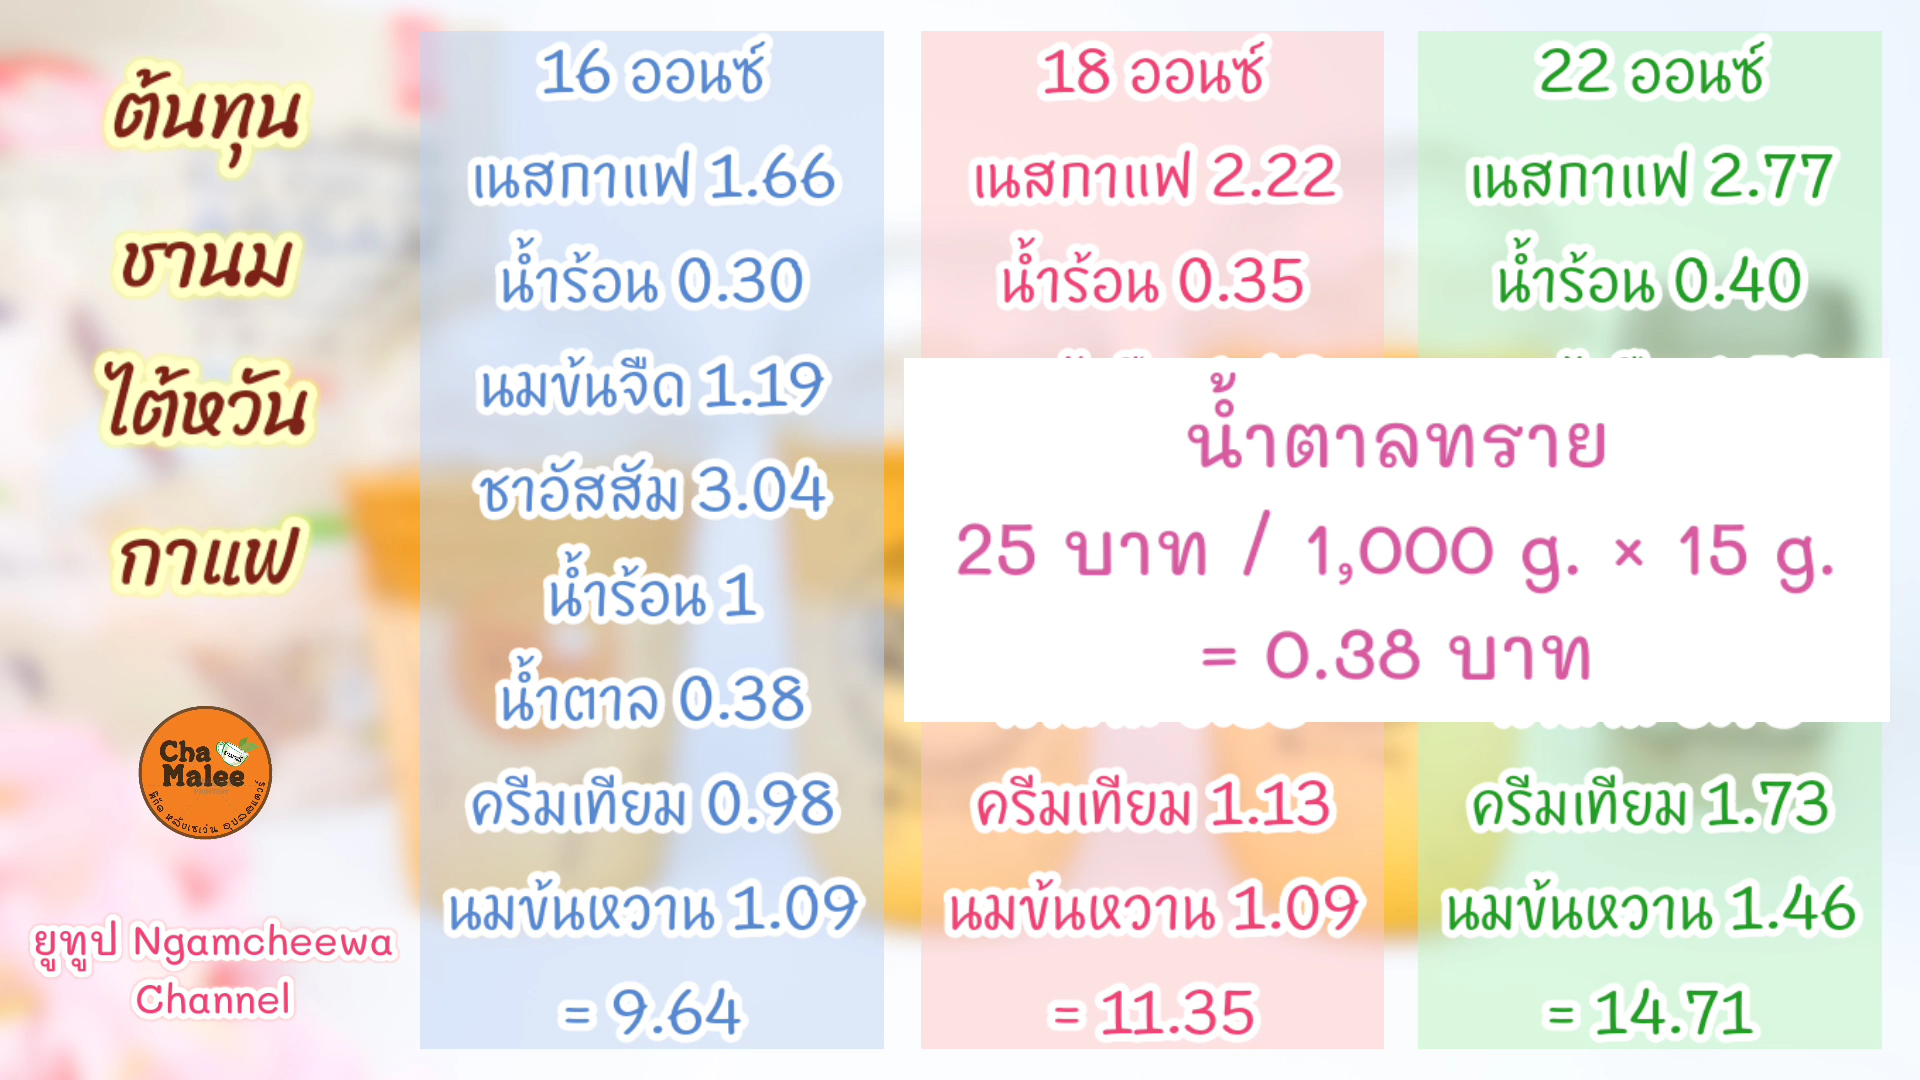 ต้นทุน
ชานม
ไต้หวัน
กาแฟ
Cha
Malee
ยูทูป Ngamcheewa
Channel
16 ออนซ์
เนสกาแฟ 1.66
น้ำร้อน 0.30
นมข้นจืด 1.19
ชาอัสสัม 3.04
น้ำร้อน 1
น้ำตาล 0.38
ครีมเทียม 0.98
นมข้นหวาน 1.09
= 9.64
18 ออนซ์
เนสกาแฟ 2.22
น้ำร้อน 0.35
ครีมเทียม 1.13
นมข้นหวาน 1.09
= 11.35
22 ออนซ์
เนสกาแฟ 2.77
น้ำร้อน 0.40
ครีมเทียม 1.73
นมข้นหวาน 1.46
= 14.71
น้ำตาลทราย
25 บาท / 1,000 g. × 15 g.
= 0.38 บาท